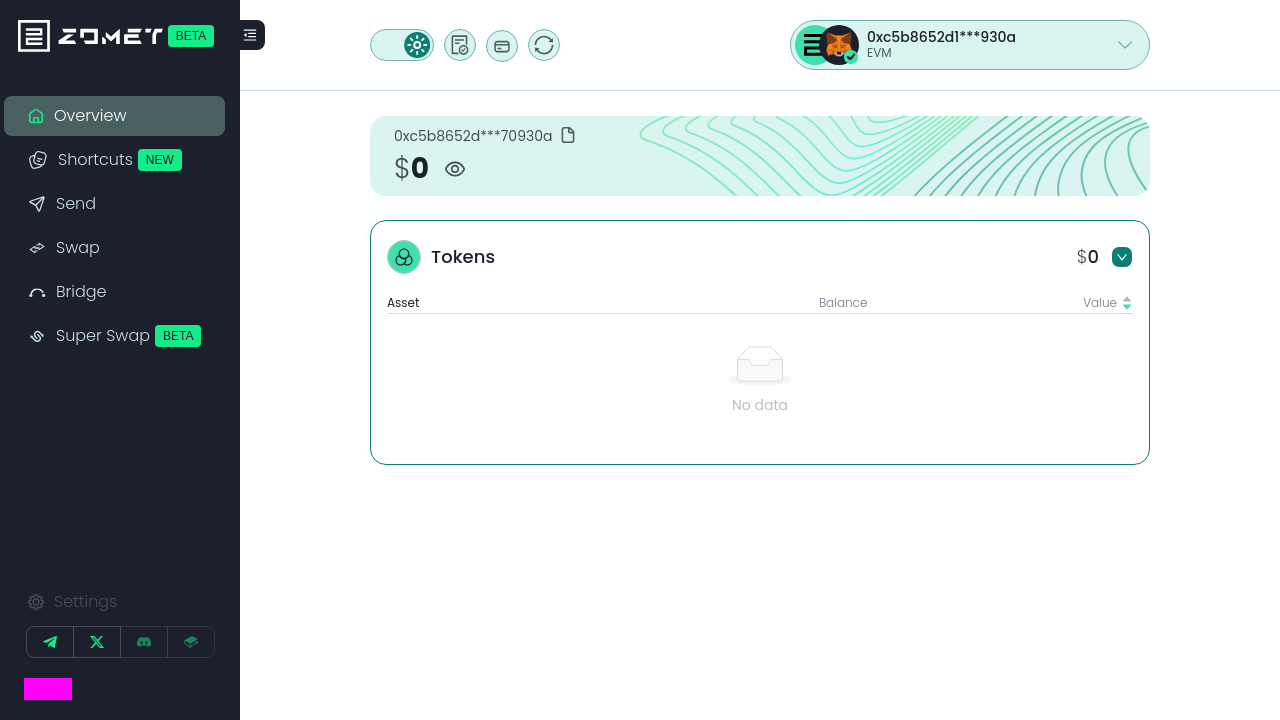 ZOMET BETA
Overview
Shortcuts NEW
Send
Swap
Bridge
Super Swap BETA
Settings
0xc5b8652d1***930a
EVM
0xc5b8652d***70930a
$0
Tokens
$0
Asset Balance Value
No data